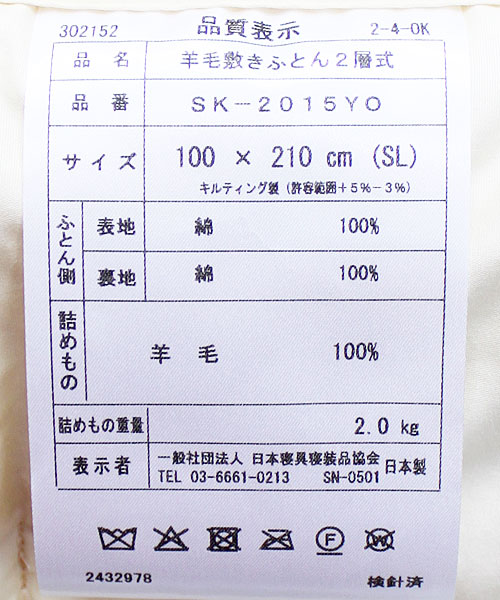 302152 品質表示 2-4-OK
品名 羊毛敷きふとん2層式
品番 SK-2015YO
サイズ 100 × 210 cm (SL)
キルティング製(許容範囲+5%-3%)
ふとん側 表地 綿 100%
裏地 綿 100%
詰めもの 羊毛 100%
詰めもの重量 2.0 kg
表示者 一般社団法人 日本寝具寝装品協会 日本製
TEL 03-6661-0213 SN-0501
F W
2432978 検針済